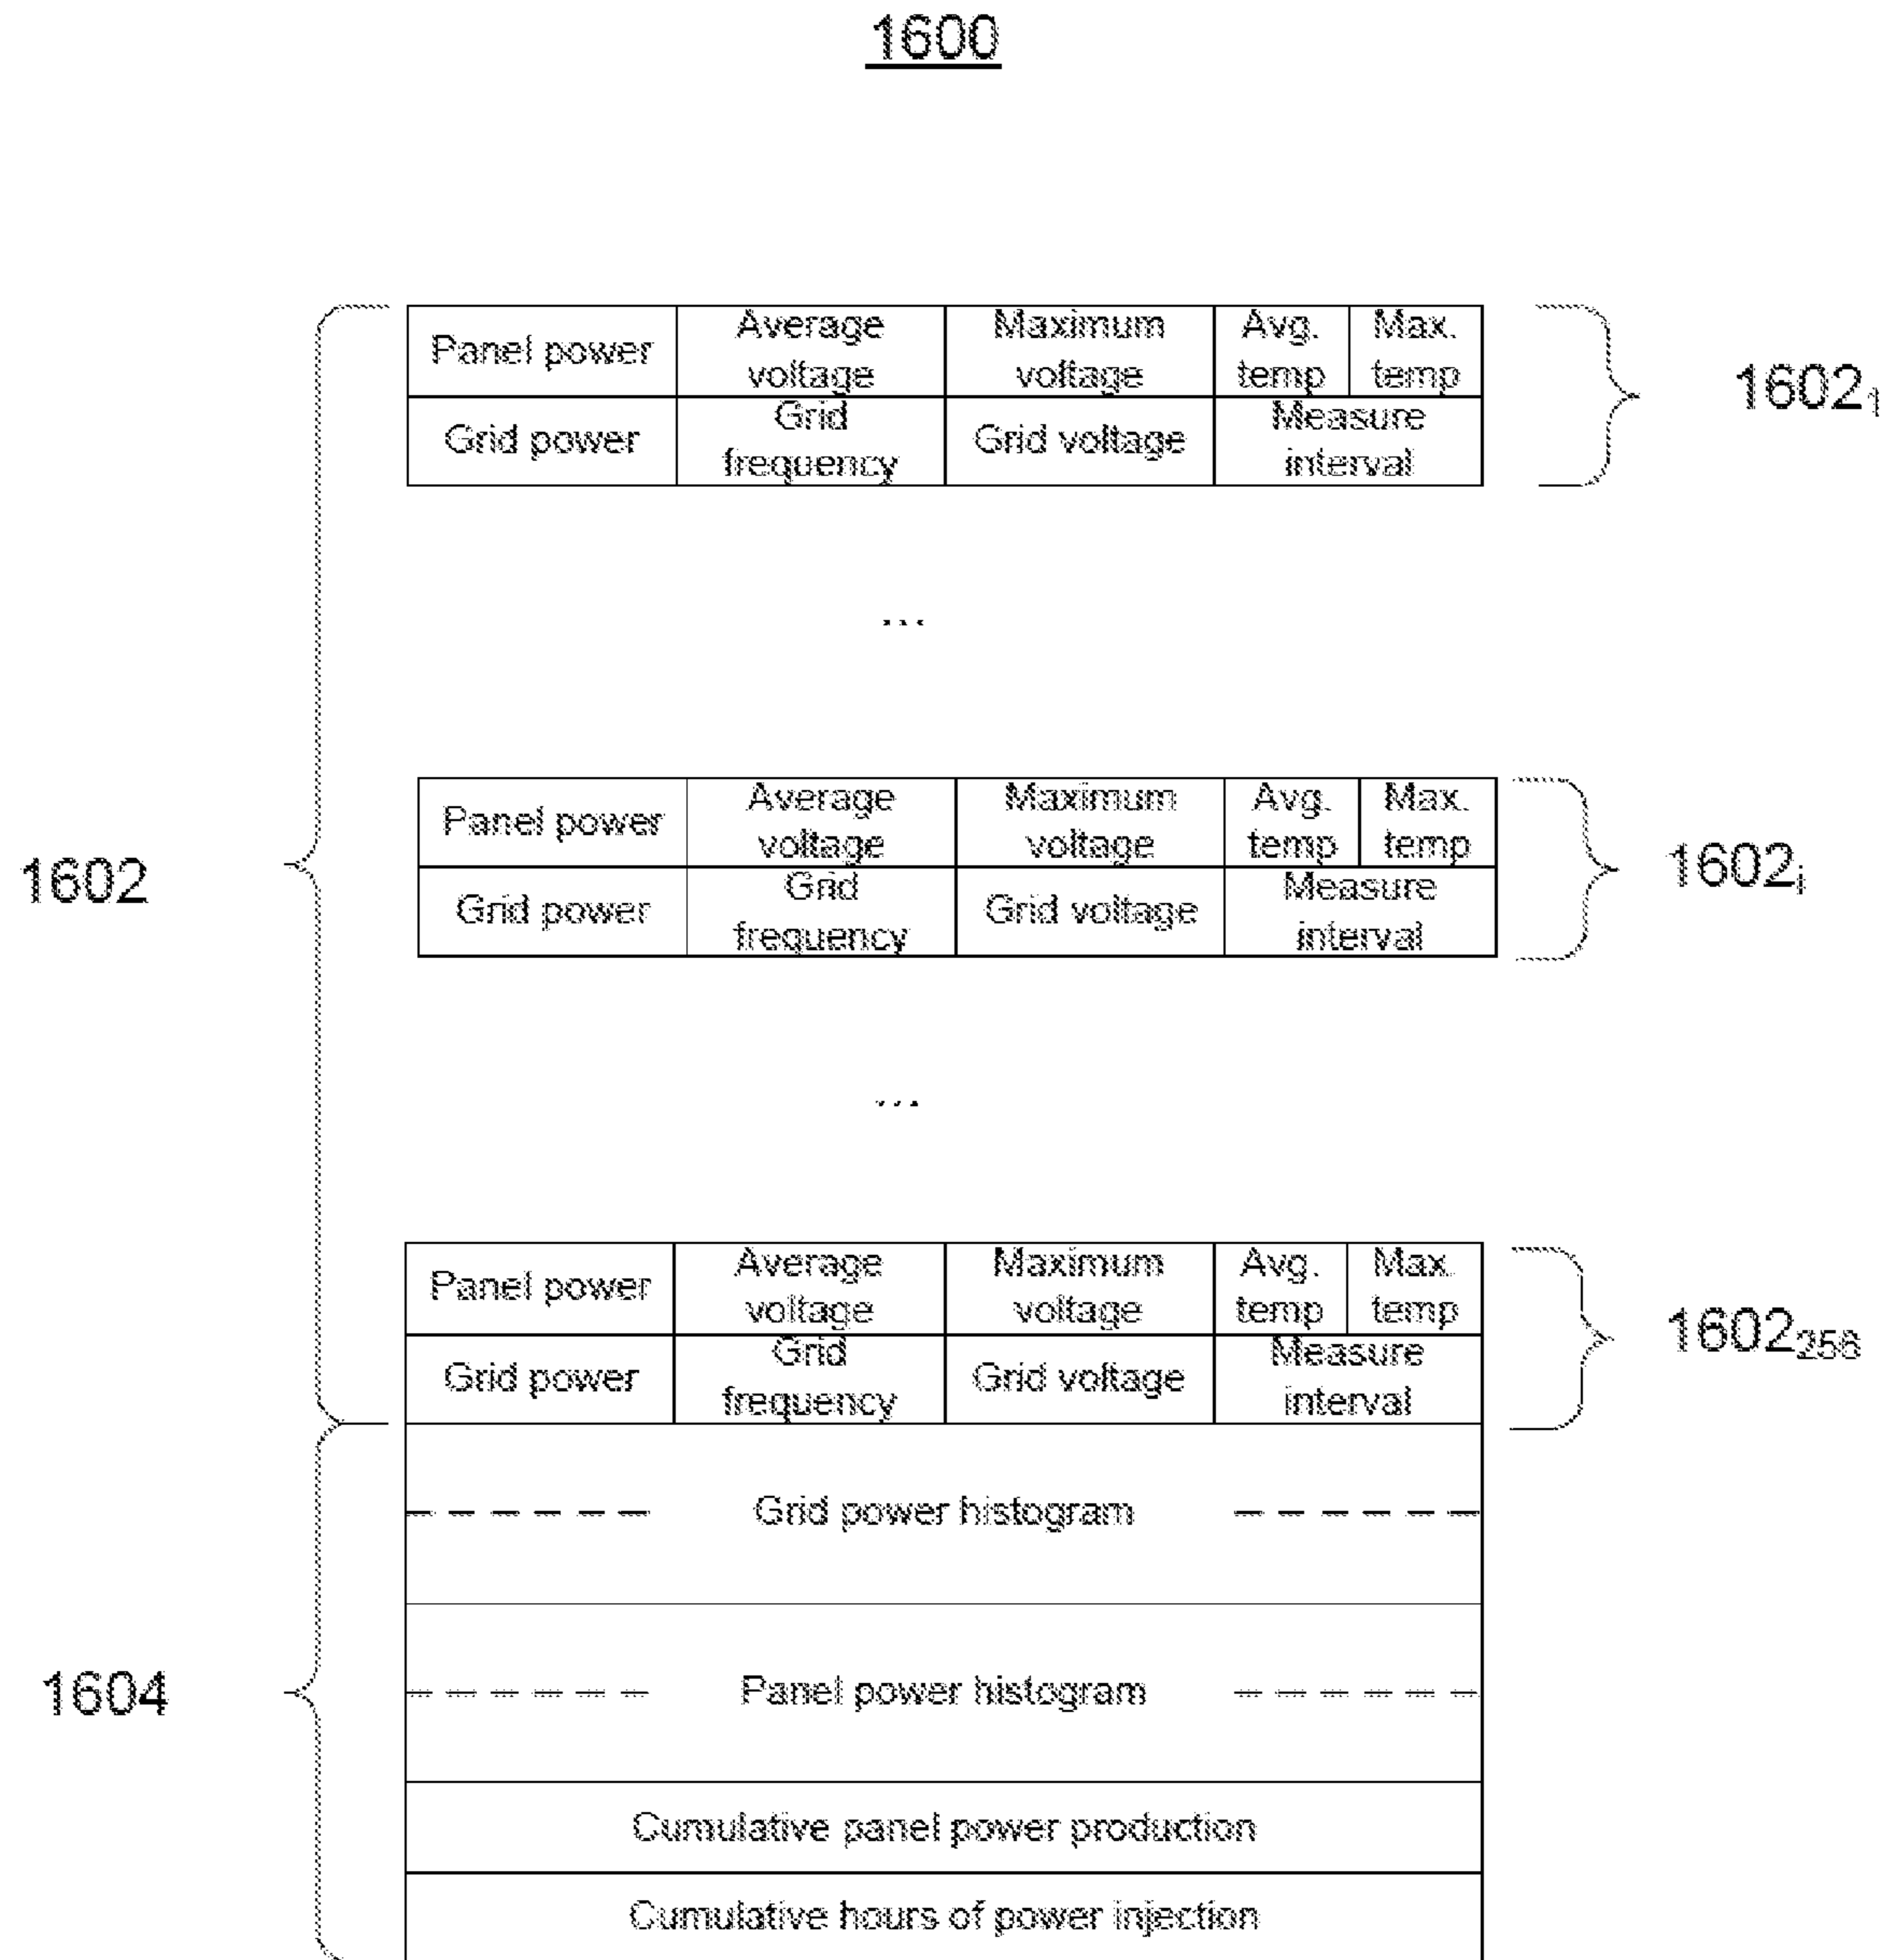 1600
Panel power Average voltage Maximum voltage Avg. temp Max. temp
Grid power Grid frequency Grid voltage Measure interval
1602₁
...
1602
Panel power Average voltage Maximum voltage Avg. temp Max. temp
Grid power Grid frequency Grid voltage Measure interval
1602ᵢ
...
Panel power Average voltage Maximum voltage Avg. temp Max. temp
Grid power Grid frequency Grid voltage Measure interval
1602₂₅₆
Grid power histogram
1604
Panel power histogram
Cumulative panel power production
Cumulative hours of power injection